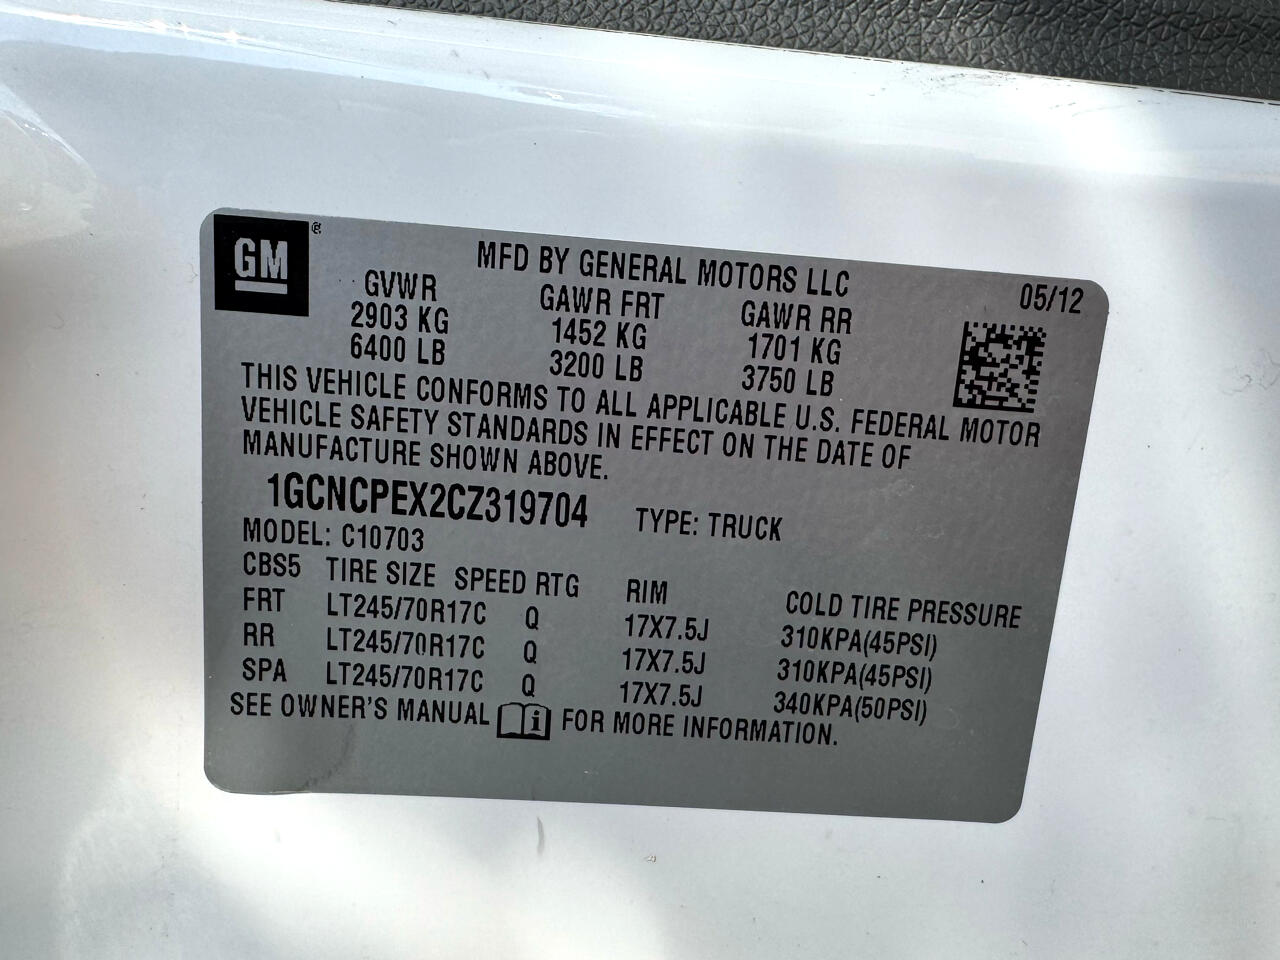 GM®
MFD BY GENERAL MOTORS LLC
05/12
GVWR GAWR FRT GAWR RR
2903 KG 1452 KG 1701 KG
6400 LB 3200 LB 3750 LB
THIS VEHICLE CONFORMS TO ALL APPLICABLE U.S. FEDERAL MOTOR
VEHICLE SAFETY STANDARDS IN EFFECT ON THE DATE OF
MANUFACTURE SHOWN ABOVE.
1GCNCPEX2CZ319704 TYPE: TRUCK
MODEL: C10703
CBS5 TIRE SIZE SPEED RTG RIM COLD TIRE PRESSURE
FRT LT245/70R17C Q 17X7.5J 310KPA(45PSI)
RR LT245/70R17C Q 17X7.5J 310KPA(45PSI)
SPA LT245/70R17C Q 17X7.5J 340KPA(50PSI)
SEE OWNER'S MANUAL i FOR MORE INFORMATION.